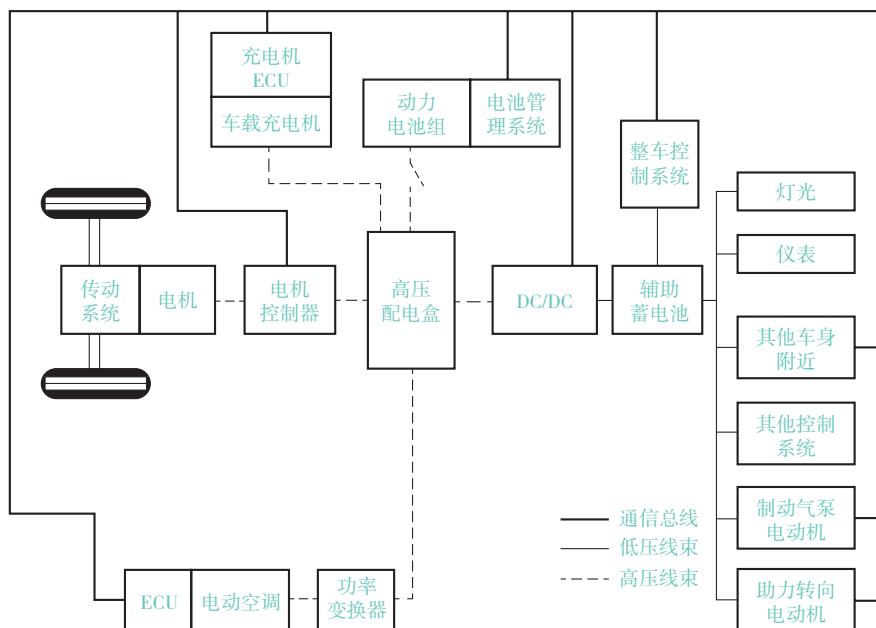 充电机
ECU
车载充电机
动力
电池组
电池管
理系统
整车控
制系统
灯光
仪表
传动
系统
电机
电机
控制器
高压
配电盒
DC/DC
辅助
蓄电池
其他车身
附近
其他控制
系统
制动气泵
电动机
助力转向
电动机
通信总线
低压线束
高压线束
ECU
电动空调
功率
变换器